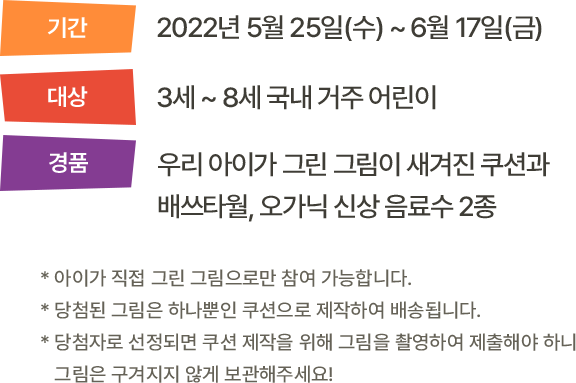 기간 2022년 5월 25일(수) ~ 6월 17일(금)
대상 3세 ~ 8세 국내 거주 어린이
경품 우리 아이가 그린 그림이 새겨진 쿠션과
배쓰타월, 오가닉 신상 음료수 2종
* 아이가 직접 그린 그림으로만 참여 가능합니다.
* 당첨된 그림은 하나뿐인 쿠션으로 제작하여 배송됩니다.
* 당첨자로 선정되면 쿠션 제작을 위해 그림을 촬영하여 제출해야 하니
그림은 구겨지지 않게 보관해주세요!